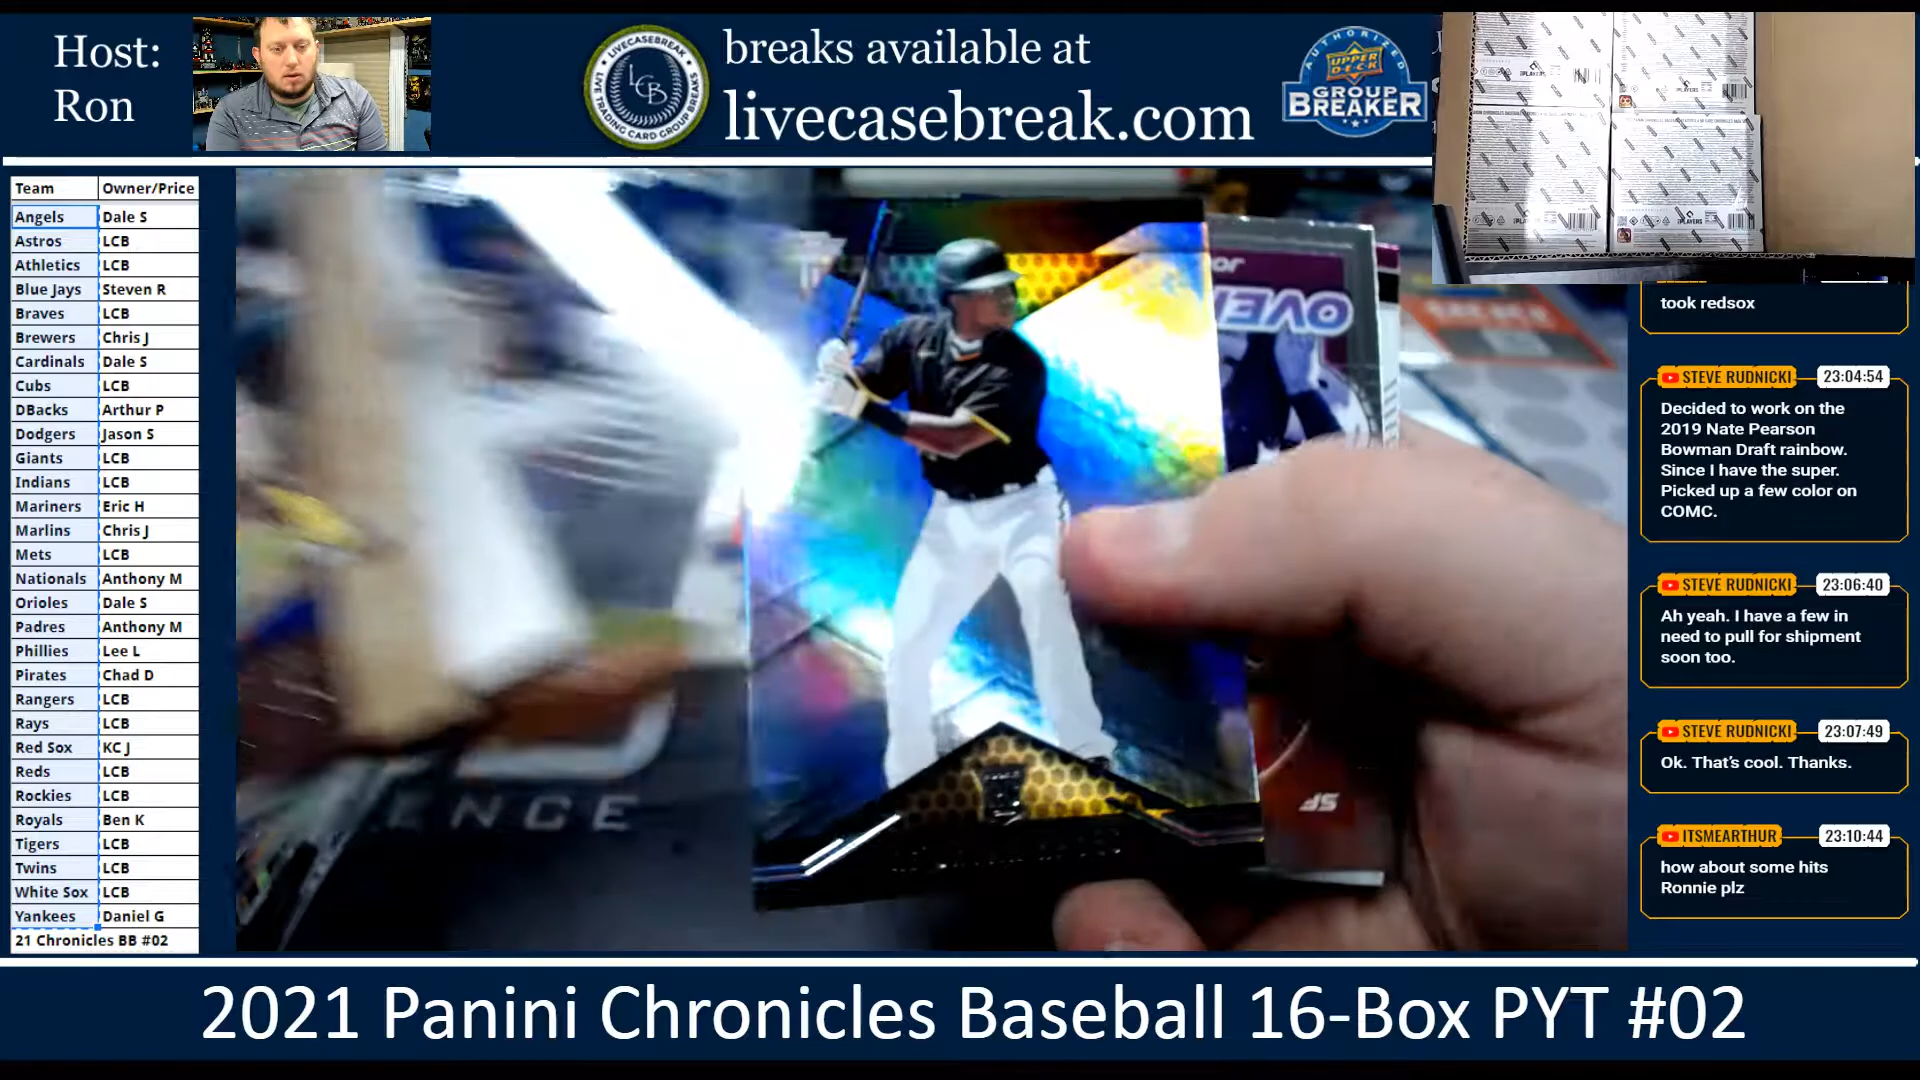 Host:
Ron
LIVECASEBREAK
LCB
LIVE TRADING CARD GROUP BREAKS
breaks available at
livecasebreak.com
AUTHORIZED
UPPER DECK
GROUP
BREAKER
Team Owner/Price
Angels Dale S
Astros LCB
Athletics LCB
Blue Jays Steven R
Braves LCB
Brewers Chris J
Cardinals Dale S
Cubs LCB
DBacks Arthur P
Dodgers Jason S
Giants LCB
Indians LCB
Mariners Eric H
Marlins Chris J
Mets LCB
Nationals Anthony M
Orioles Dale S
Padres Anthony M
Phillies Lee L
Pirates Chad D
Rangers LCB
Rays LCB
Red Sox KC J
Reds LCB
Rockies LCB
Royals Ben K
Tigers LCB
Twins LCB
White Sox LCB
Yankees Daniel G
21 Chronicles BB #02
ENCE
OVE
SP
took redsox
STEVE RUDNICKI 23:04:54
Decided to work on the
2019 Nate Pearson
Bowman Draft rainbow.
Since I have the super.
Picked up a few color on
COMC.
STEVE RUDNICKI 23:06:40
Ah yeah. I have a few in
need to pull for shipment
soon too.
STEVE RUDNICKI 23:07:49
Ok. That's cool. Thanks.
ITSMEARTHUR 23:10:44
how about some hits
Ronnie plz
2021 Panini Chronicles Baseball 16-Box PYT #02